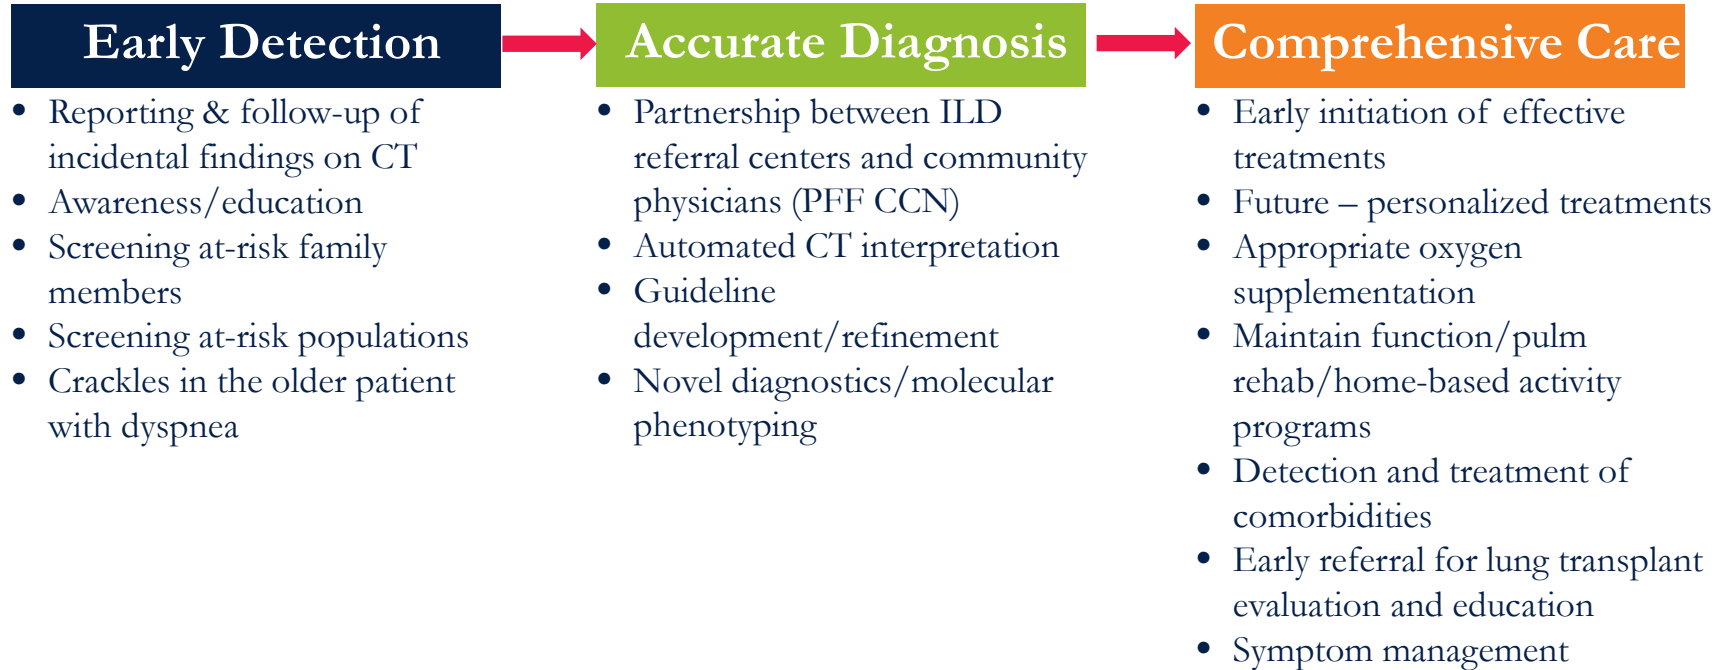 Early Detection
• Reporting & follow-up of
incidental findings on CT
• Awareness/education
• Screening at-risk family
members
• Screening at-risk populations
• Crackles in the older patient
with dyspnea
Accurate Diagnosis
• Partnership between ILD
referral centers and community
physicians (PFF CCN)
• Automated CT interpretation
• Guideline
development/refinement
• Novel diagnostics/molecular
phenotyping
Comprehensive Care
• Early initiation of effective
treatments
• Future – personalized treatments
• Appropriate oxygen
supplementation
• Maintain function/pulm
rehab/home-based activity
programs
• Detection and treatment of
comorbidities
• Early referral for lung transplant
evaluation and education
• Symptom management